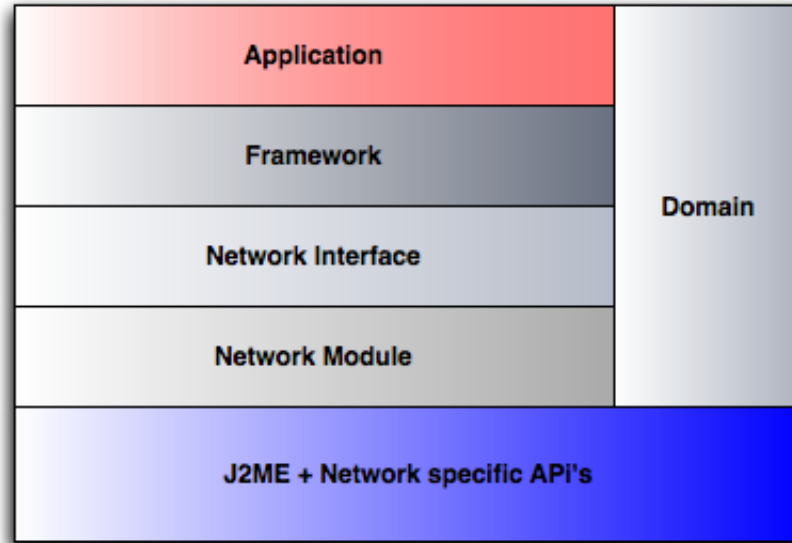 Application
Framework
Domain
Network Interface
Network Module
J2ME + Network specific APi's